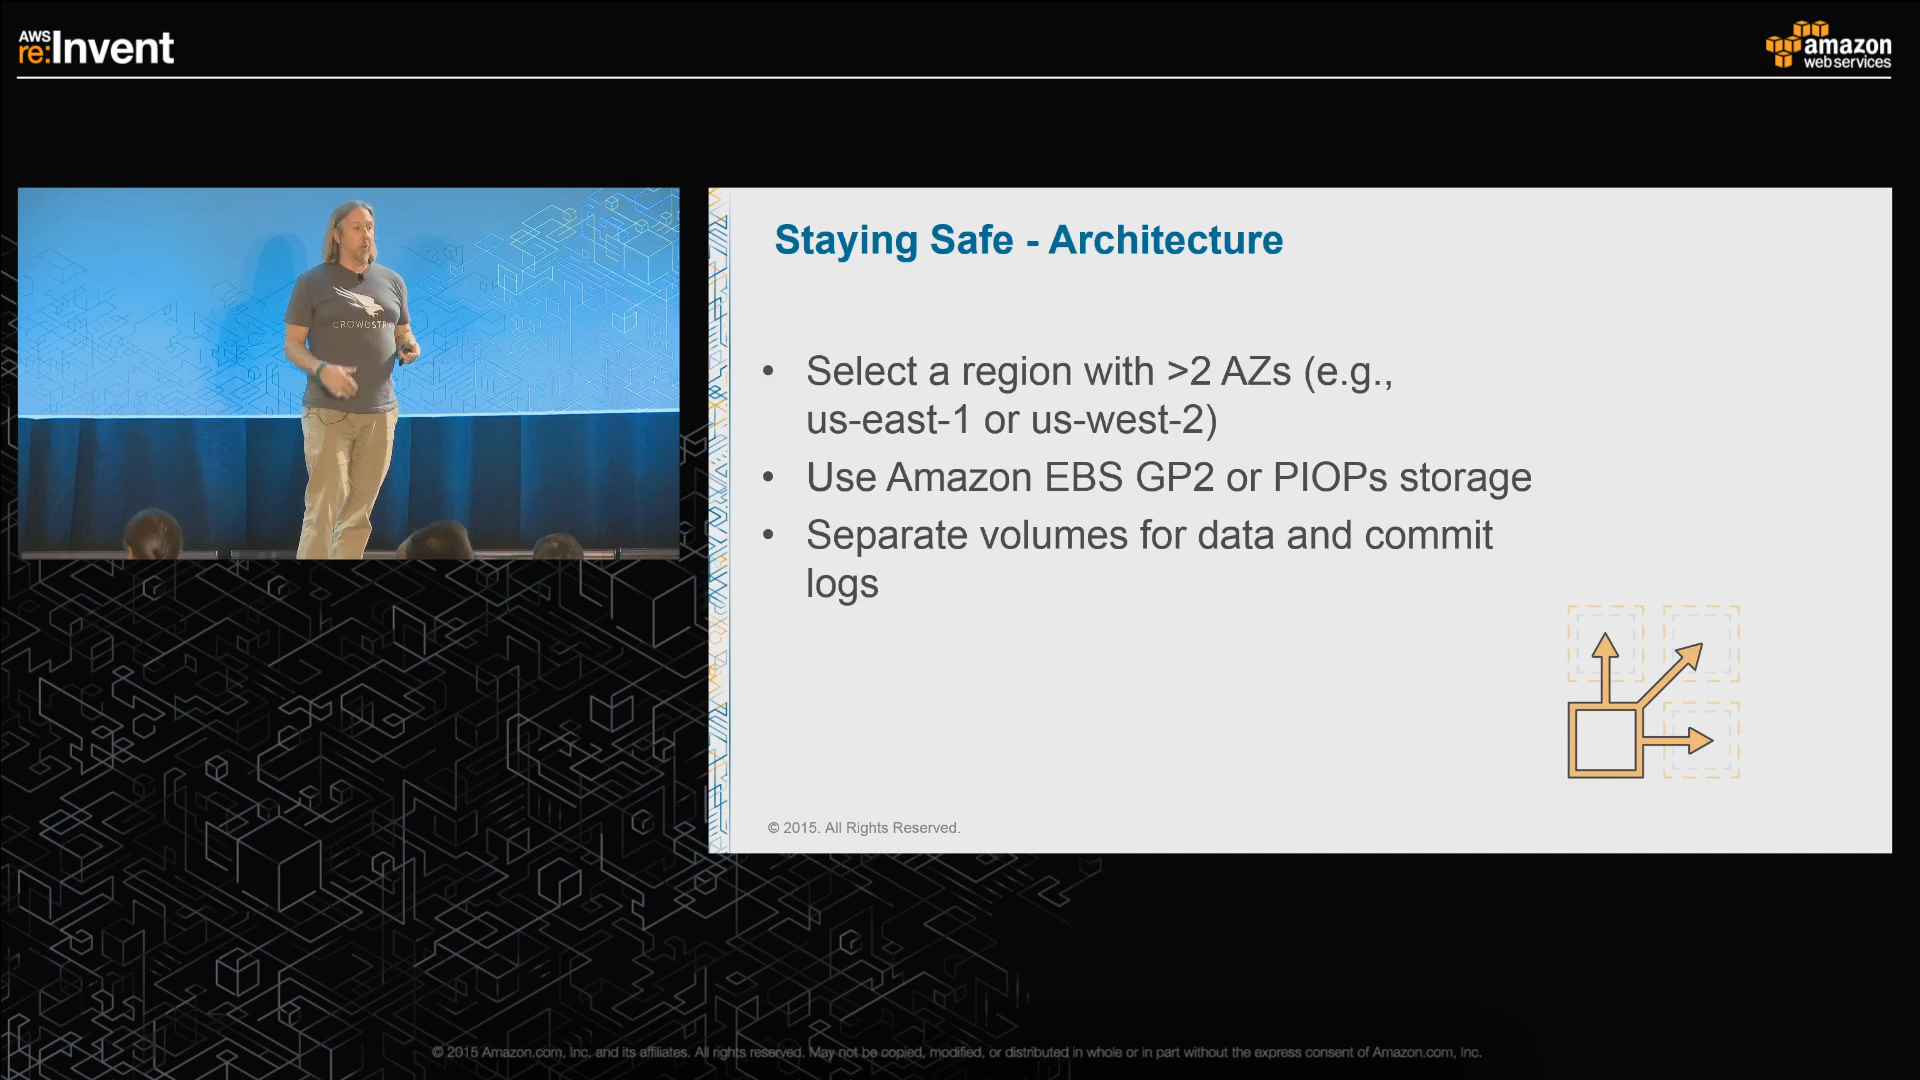 AWS
re:Invent
amazon
web services
CROWDSTRI
Staying Safe - Architecture
• Select a region with >2 AZs (e.g.,
us-east-1 or us-west-2)
• Use Amazon EBS GP2 or PIOPs storage
• Separate volumes for data and commit
logs
© 2015. All Rights Reserved.
© 2015 Amazon.com, Inc. and its affiliates. All rights reserved. May not be copied, modified, or distributed in whole or in part without the express consent of Amazon.com, Inc.